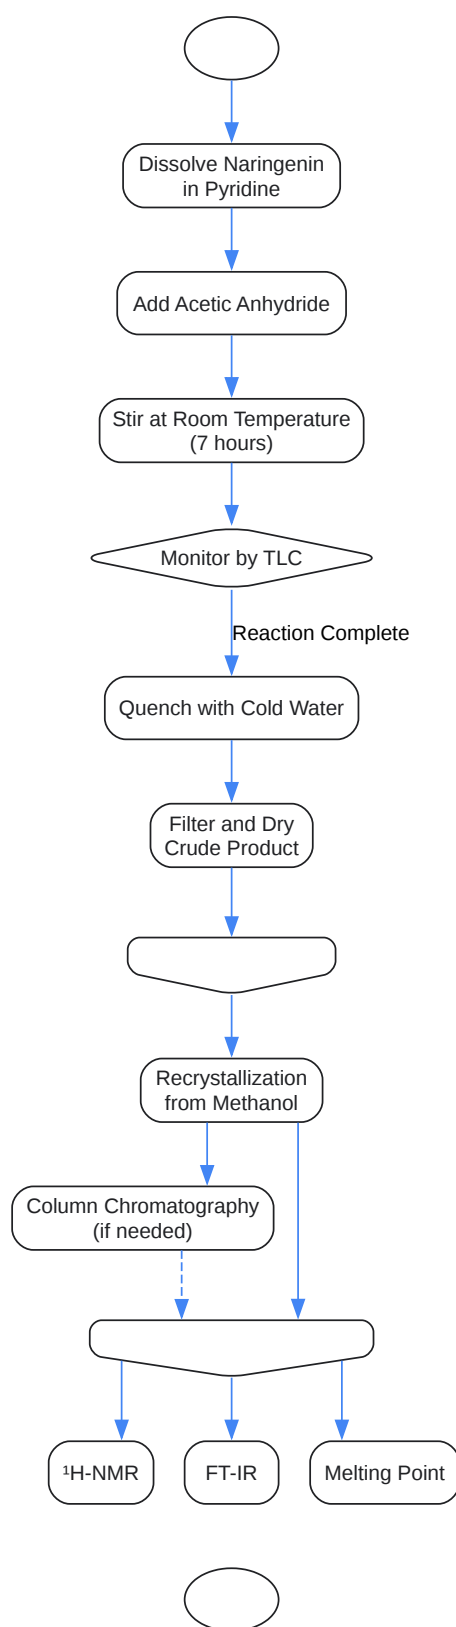 Dissolve Naringenin
in Pyridine
Add Acetic Anhydride
Stir at Room Temperature
(7 hours)
Monitor by TLC
Reaction Complete
Quench with Cold Water
Filter and Dry
Crude Product
Recrystallization
from Methanol
Column Chromatography
(if needed)
¹H-NMR
FT-IR
Melting Point